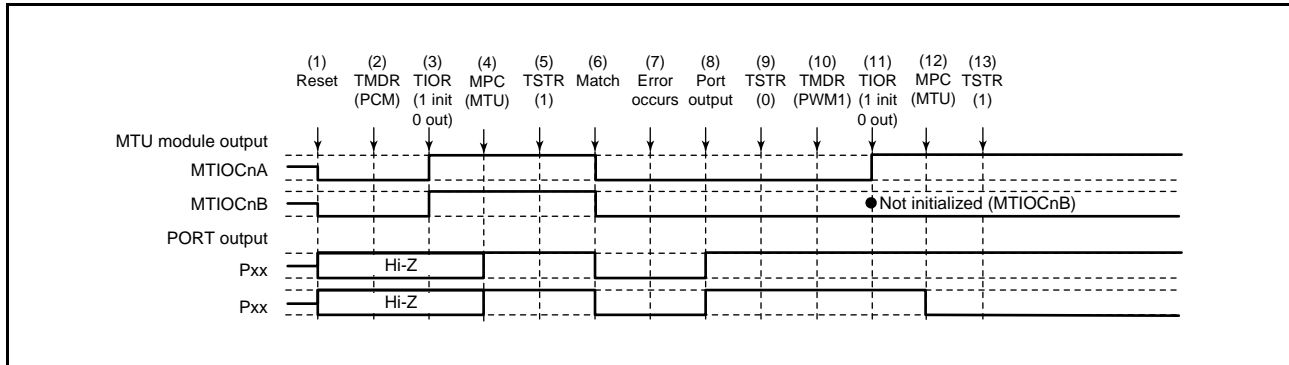 (1) (2) (3) (4) (5) (6) (7) (8) (9) (10) (11) (12) (13)
Reset TMDR TIOR MPC TSTR Match Error Port TSTR TMDR TIOR MPC TSTR
(PCM) (1 init (MTU) (1) occurs output (0) (PWM1) (1 init (MTU) (1)
0 out) 0 out)
MTU module output
MTIOCnA
MTIOCnB
Not initialized (MTIOCnB)
PORT output
Pxx Hi-Z
Pxx Hi-Z